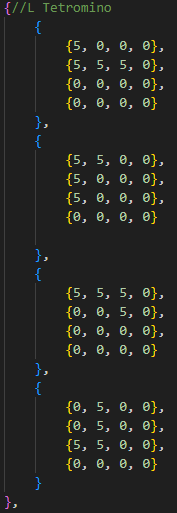 {//L Tetromino
    {
        {5, 0, 0, 0},
        {5, 5, 5, 0},
        {0, 0, 0, 0},
        {0, 0, 0, 0}
    },
    {
        {5, 5, 0, 0},
        {5, 0, 0, 0},
        {5, 0, 0, 0},
        {0, 0, 0, 0}

    },
    {
        {5, 5, 5, 0},
        {0, 0, 5, 0},
        {0, 0, 0, 0},
        {0, 0, 0, 0}
    },
    {
        {0, 5, 0, 0},
        {0, 5, 0, 0},
        {5, 5, 0, 0},
        {0, 0, 0, 0}
    }
},